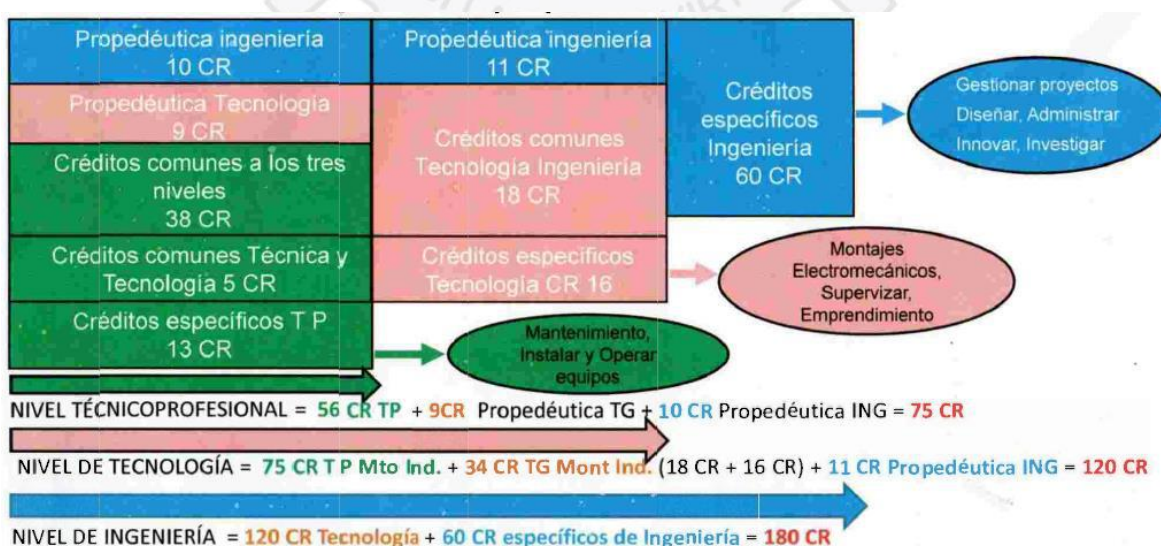 Propedéutica ingeniería
10 CR
Propedéutica Tecnología
9 CR
Créditos comunes a los tres
niveles
38 CR
Créditos comunes Técnica y
Tecnología 5 CR
Créditos específicos T P
13 CR
Propedéutica ingeniería
11 CR
Créditos comunes
Tecnología Ingeniería
18 CR
Créditos específicos
Tecnología CR 16
Créditos
específicos
Ingeniería
60 CR
Gestionar proyectos
Diseñar, Administrar
Innovar, Investigar
Montajes
Electromecánicos,
Supervizar,
Emprendimiento
Mantenimiento,
Instalar y Operar
equipos
NIVEL TÉCNICOPROFESIONAL = 56 CR TP + 9CR Propedéutica TG + 10 CR Propedéutica ING = 75 CR
NIVEL DE TECNOLOGÍA = 75 CR T P Mto Ind. + 34 CR TG Mont Ind. (18 CR + 16 CR) + 11 CR Propedéutica ING = 120 CR
NIVEL DE INGENIERÍA = 120 CR Tecnología + 60 CR específicos de Ingeniería = 180 CR